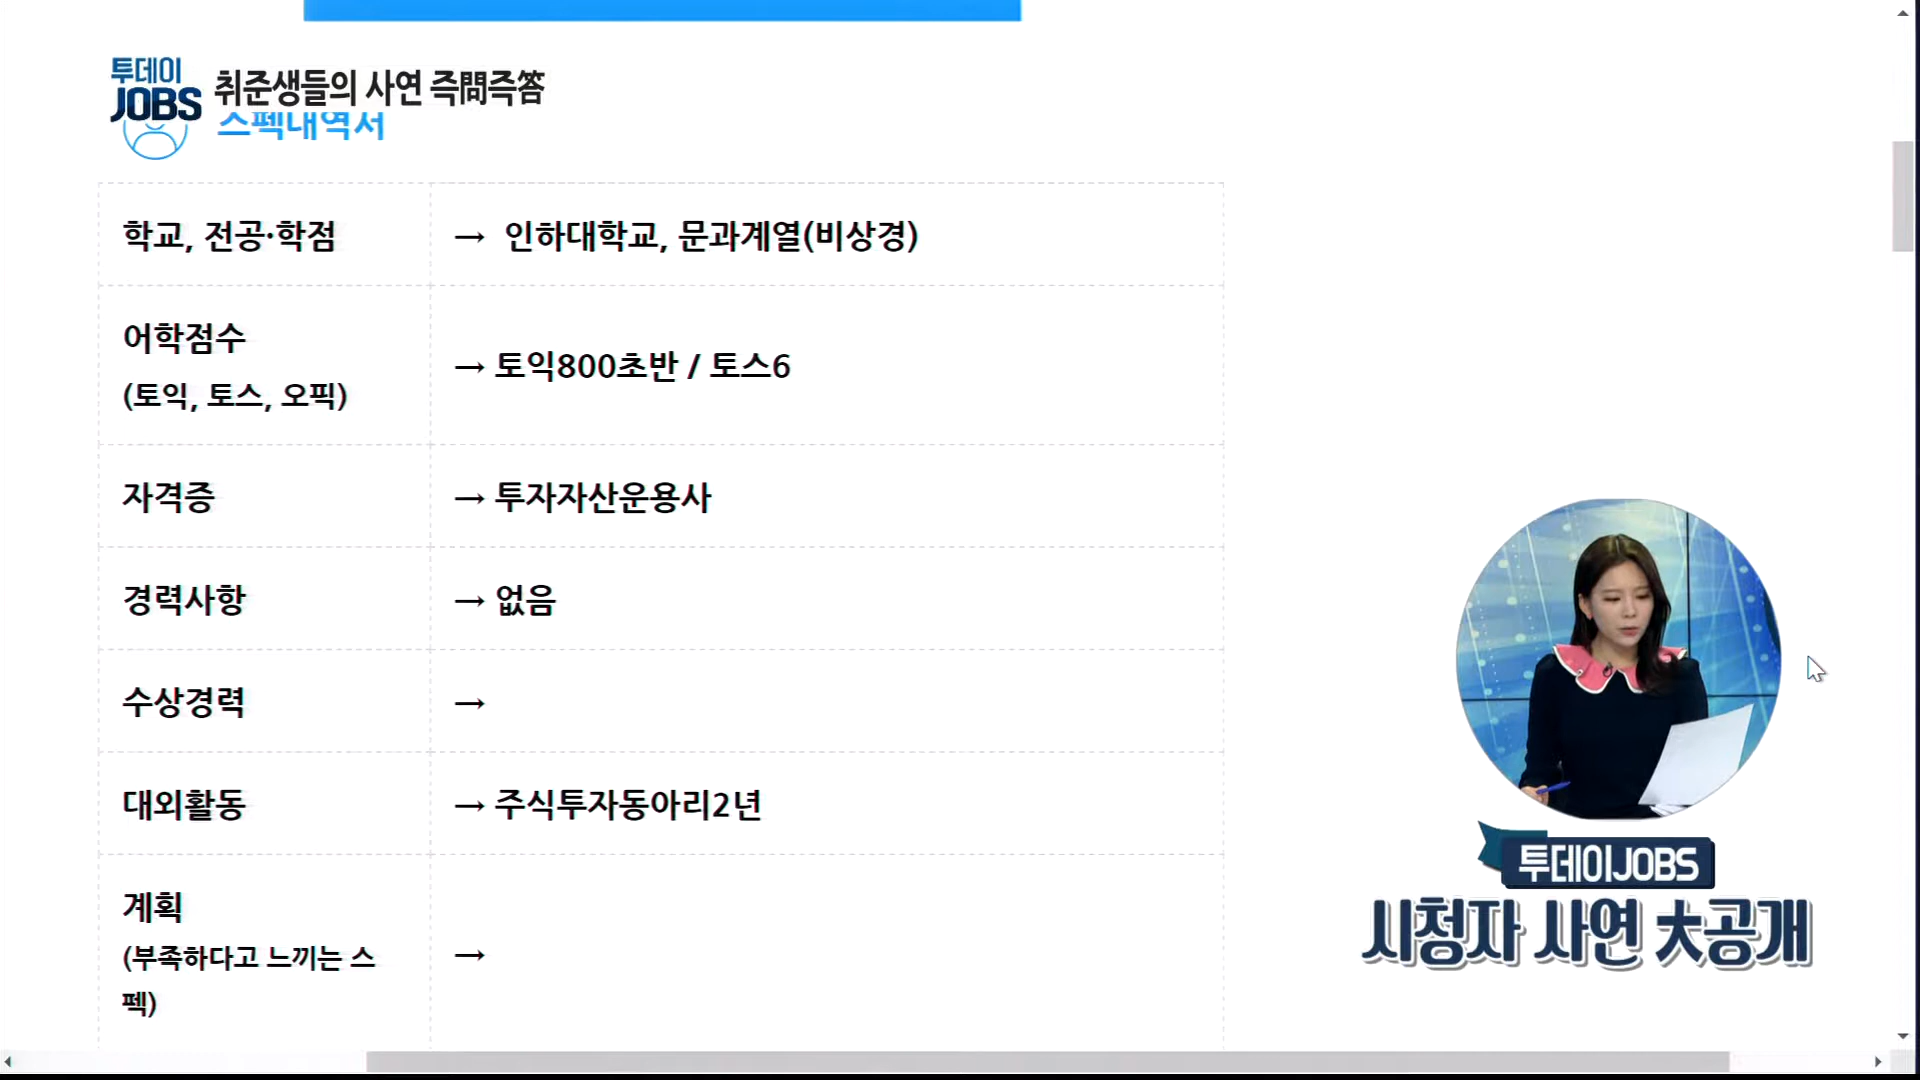 투데이
JOBS
취준생들의 사연 즉問즉答
스펙내역서
학교, 전공·학점
→ 인하대학교, 문과계열(비상경)
어학점수
(토익, 토스, 오픽)
→ 토익800초반 / 토스6
자격증
→ 투자자산운용사
경력사항
→ 없음
수상경력
→
대외활동
→ 주식투자동아리2년
계획
(부족하다고 느끼는 스
펙)
→
투데이JOBS
시청자 사연 大공개